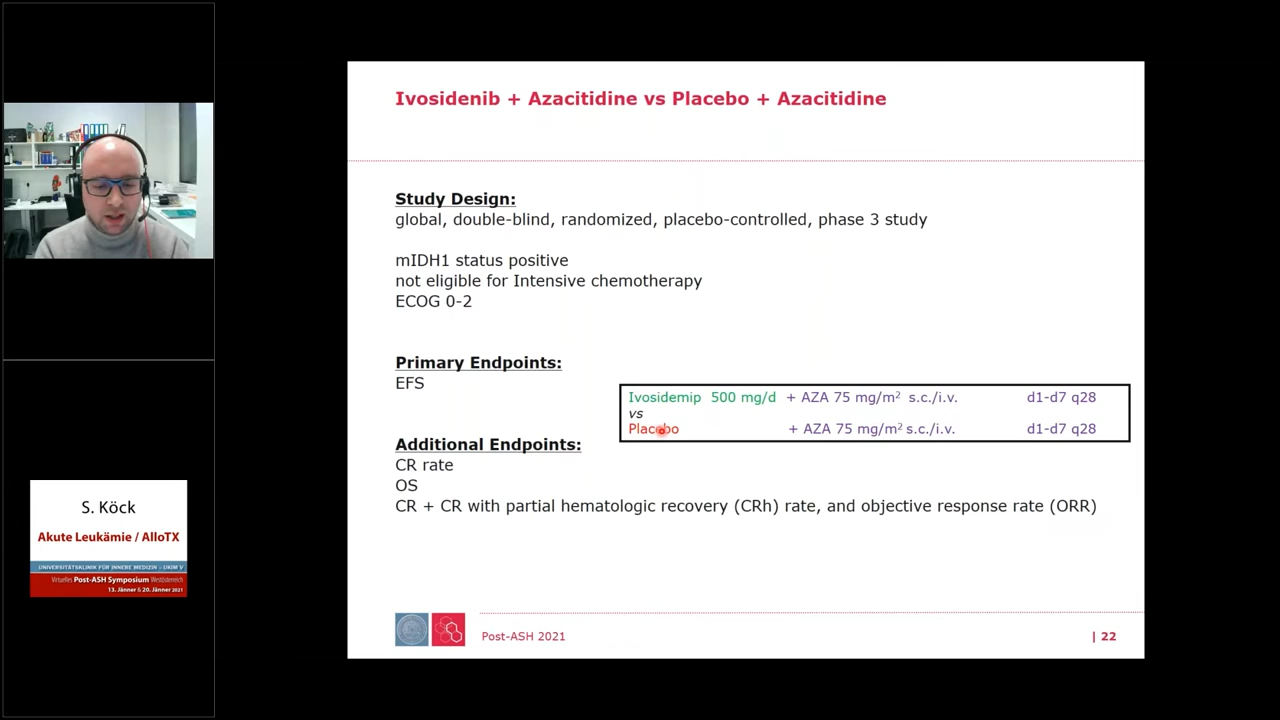 Ivosidenib + Azacitidine vs Placebo + Azacitidine
Study Design:
global, double-blind, randomized, placebo-controlled, phase 3 study
mIDH1 status positive
not eligible for Intensive chemotherapy
ECOG 0-2
Primary Endpoints:
EFS
Ivosidemip 500 mg/d + AZA 75 mg/m² s.c./i.v. d1-d7 q28
vs
Placebo + AZA 75 mg/m² s.c./i.v. d1-d7 q28
Additional Endpoints:
CR rate
OS
CR + CR with partial hematologic recovery (CRh) rate, and objective response rate (ORR)
Post-ASH 2021
| 22
S. Köck
Akute Leukämie / AlloTX
UNIVERSITÄTSKLINIK FÜR INNERE MEDIZIN – UKIM V
Virtuelles Post-ASH Symposium Westösterreich
13. Jänner & 20. Jänner 2021